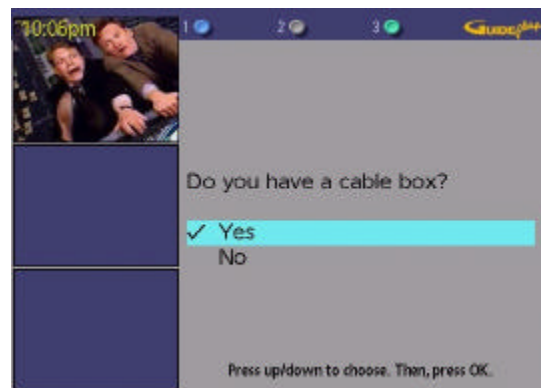 10:06pm
1 2 3 GUIDE plus
Do you have a cable box?
✓ Yes
No
Press up/down to choose. Then, press OK.